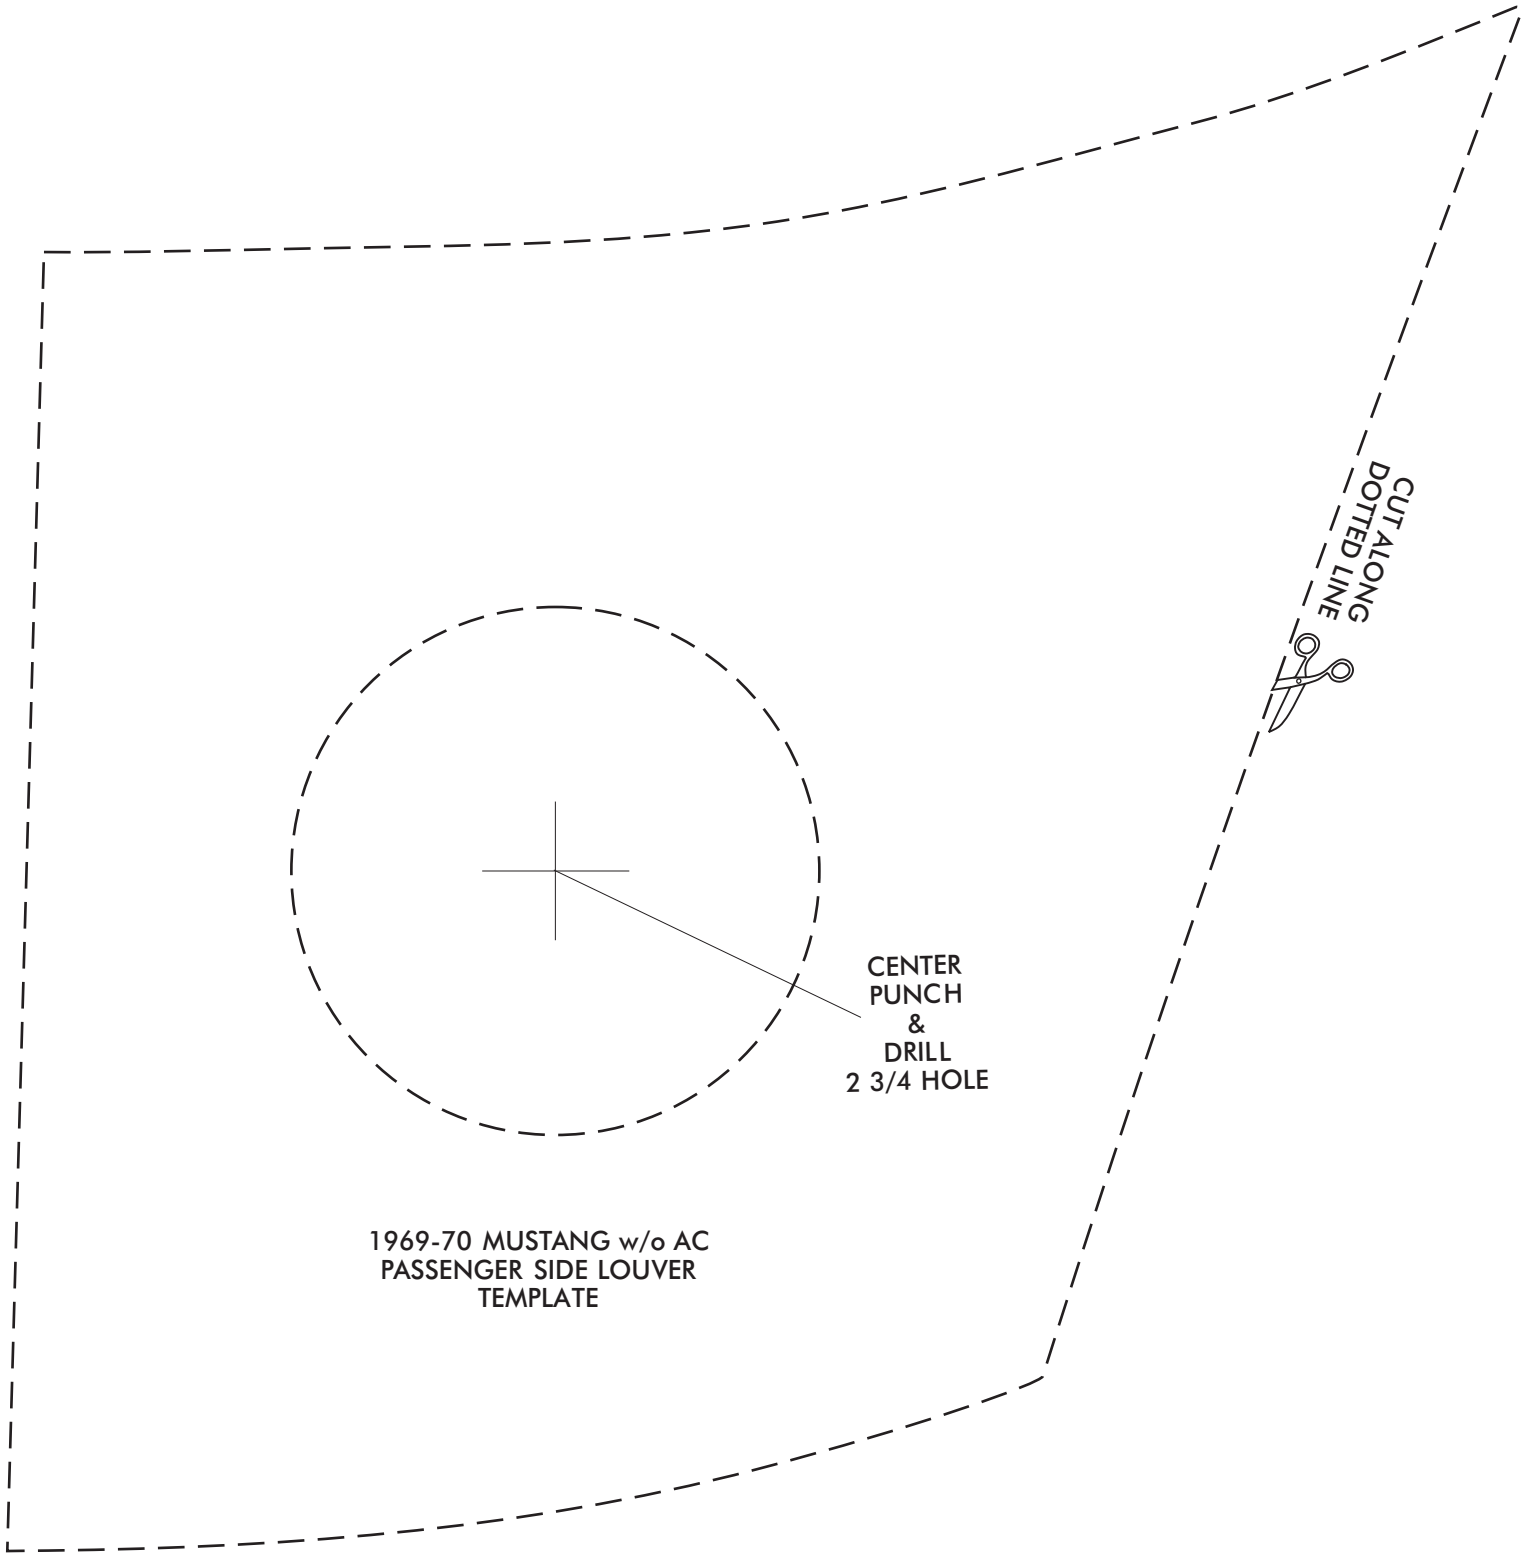 CUT ALONG
DOTTED LINE
CENTER
PUNCH
&
DRILL
2 3/4 HOLE
1969-70 MUSTANG w/o AC
PASSENGER SIDE LOUVER
TEMPLATE